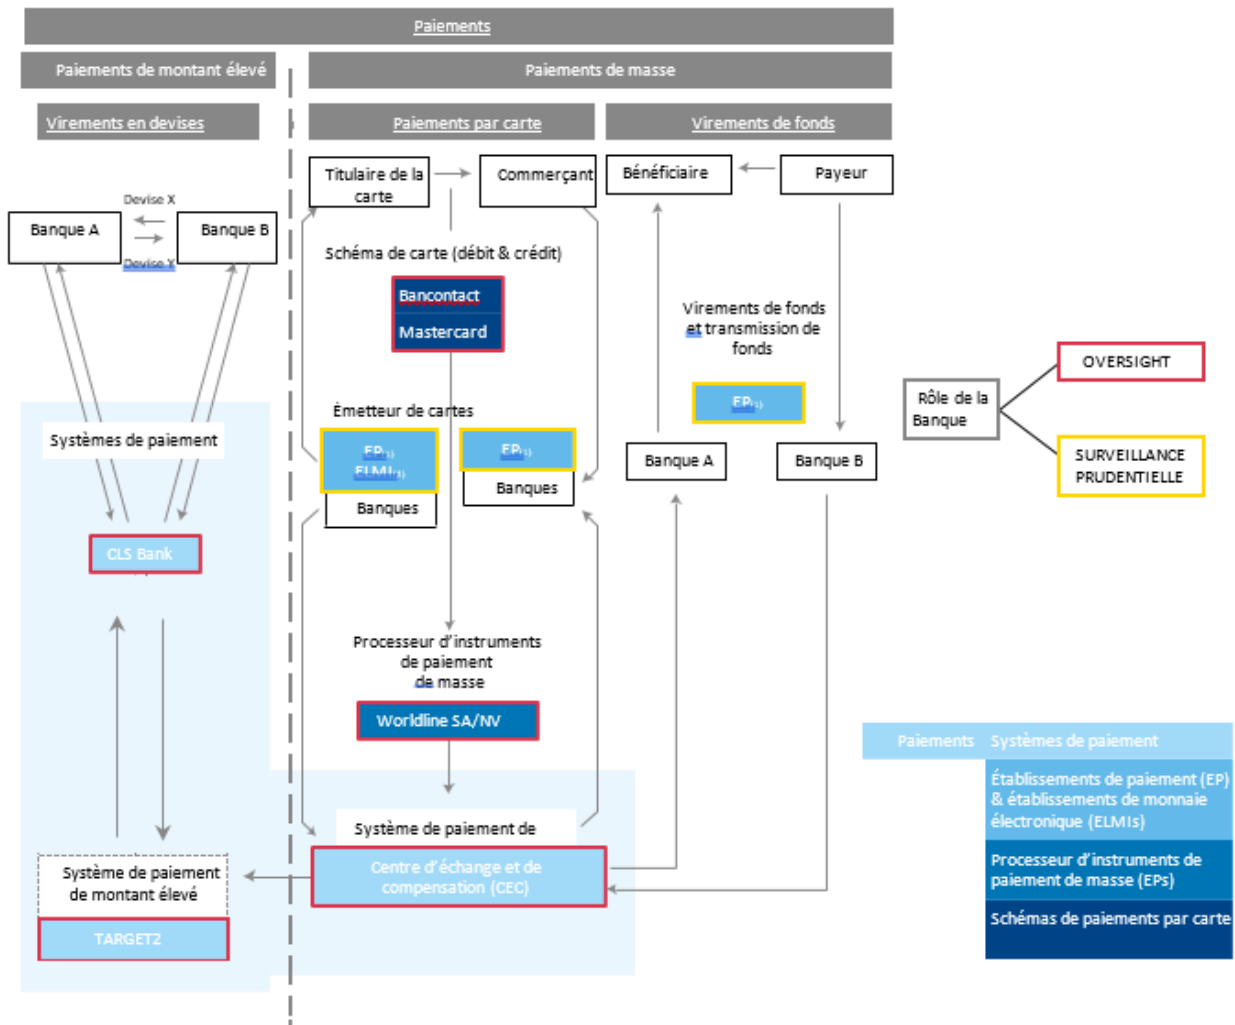 Paiements
Paiements de montant élevé
Paiements de masse
Virements en devises
Paiements par carte
Virements de fonds
Titulaire de la
carte
Commerçant
Bénéficiaire
Payeur
Devise X
Banque A
Banque B
Devise Y
Schéma de carte (débit & crédit)
Bancontact
Mastercard
Virements de fonds
et transmission de
fonds
EP(1)
OVERSIGHT
Rôle de la
Banque
SURVEILLANCE
PRUDENTIELLE
Émetteur de cartes
EP(1)
ELMI(1)
Banques
EP(1)
Banques
Banque A
Banque B
Systèmes de paiement
CLS Bank
Processeur d'instruments
de paiement
de masse
Worldline SA/NV
Système de paiement de
Centre d'échange et de
compensation (CEC)
Système de paiement
de montant élevé
TARGET2
Paiements
Systèmes de paiement
Établissements de paiement (EP)
& établissements de monnaie
électronique (ELMIs)
Processeur d'instruments de
paiement de masse (EPs)
Schémas de paiements par carte